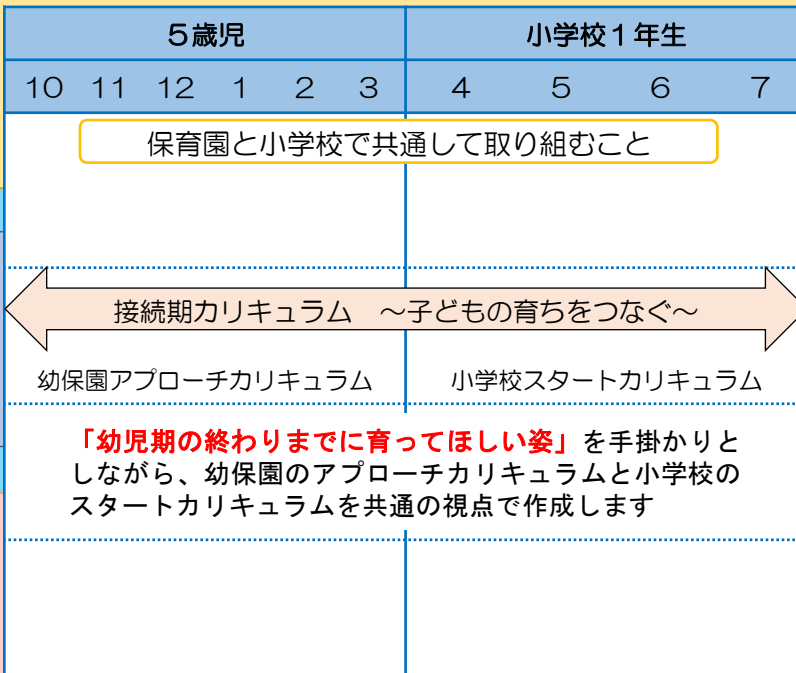 ５歳児 小学校１年生
10 11 12 1 2 3 4 5 6 7
保育園と小学校で共通して取り組むこと
接続期カリキュラム ～子どもの育ちをつなぐ～
幼保園アプローチカリキュラム 小学校スタートカリキュラム
「幼児期の終わりまでに育ってほしい姿」を手掛かりと
しながら、幼保園のアプローチカリキュラムと小学校の
スタートカリキュラムを共通の視点で作成します